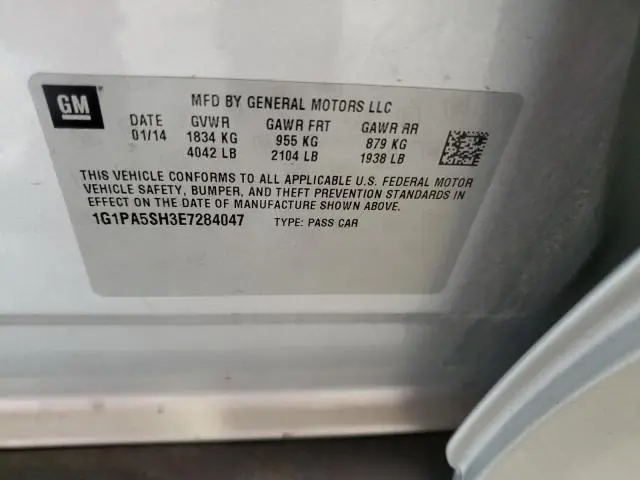 GM
MFD BY GENERAL MOTORS LLC
DATE GVWR GAWR FRT GAWR RR
01/14 1834 KG 955 KG 879 KG
4042 LB 2104 LB 1938 LB
THIS VEHICLE CONFORMS TO ALL APPLICABLE U.S. FEDERAL MOTOR
VEHICLE SAFETY, BUMPER, AND THEFT PREVENTION STANDARDS IN
EFFECT ON THE DATE OF MANUFACTURE SHOWN ABOVE.
1G1PA5SH3E7284047 TYPE: PASS CAR